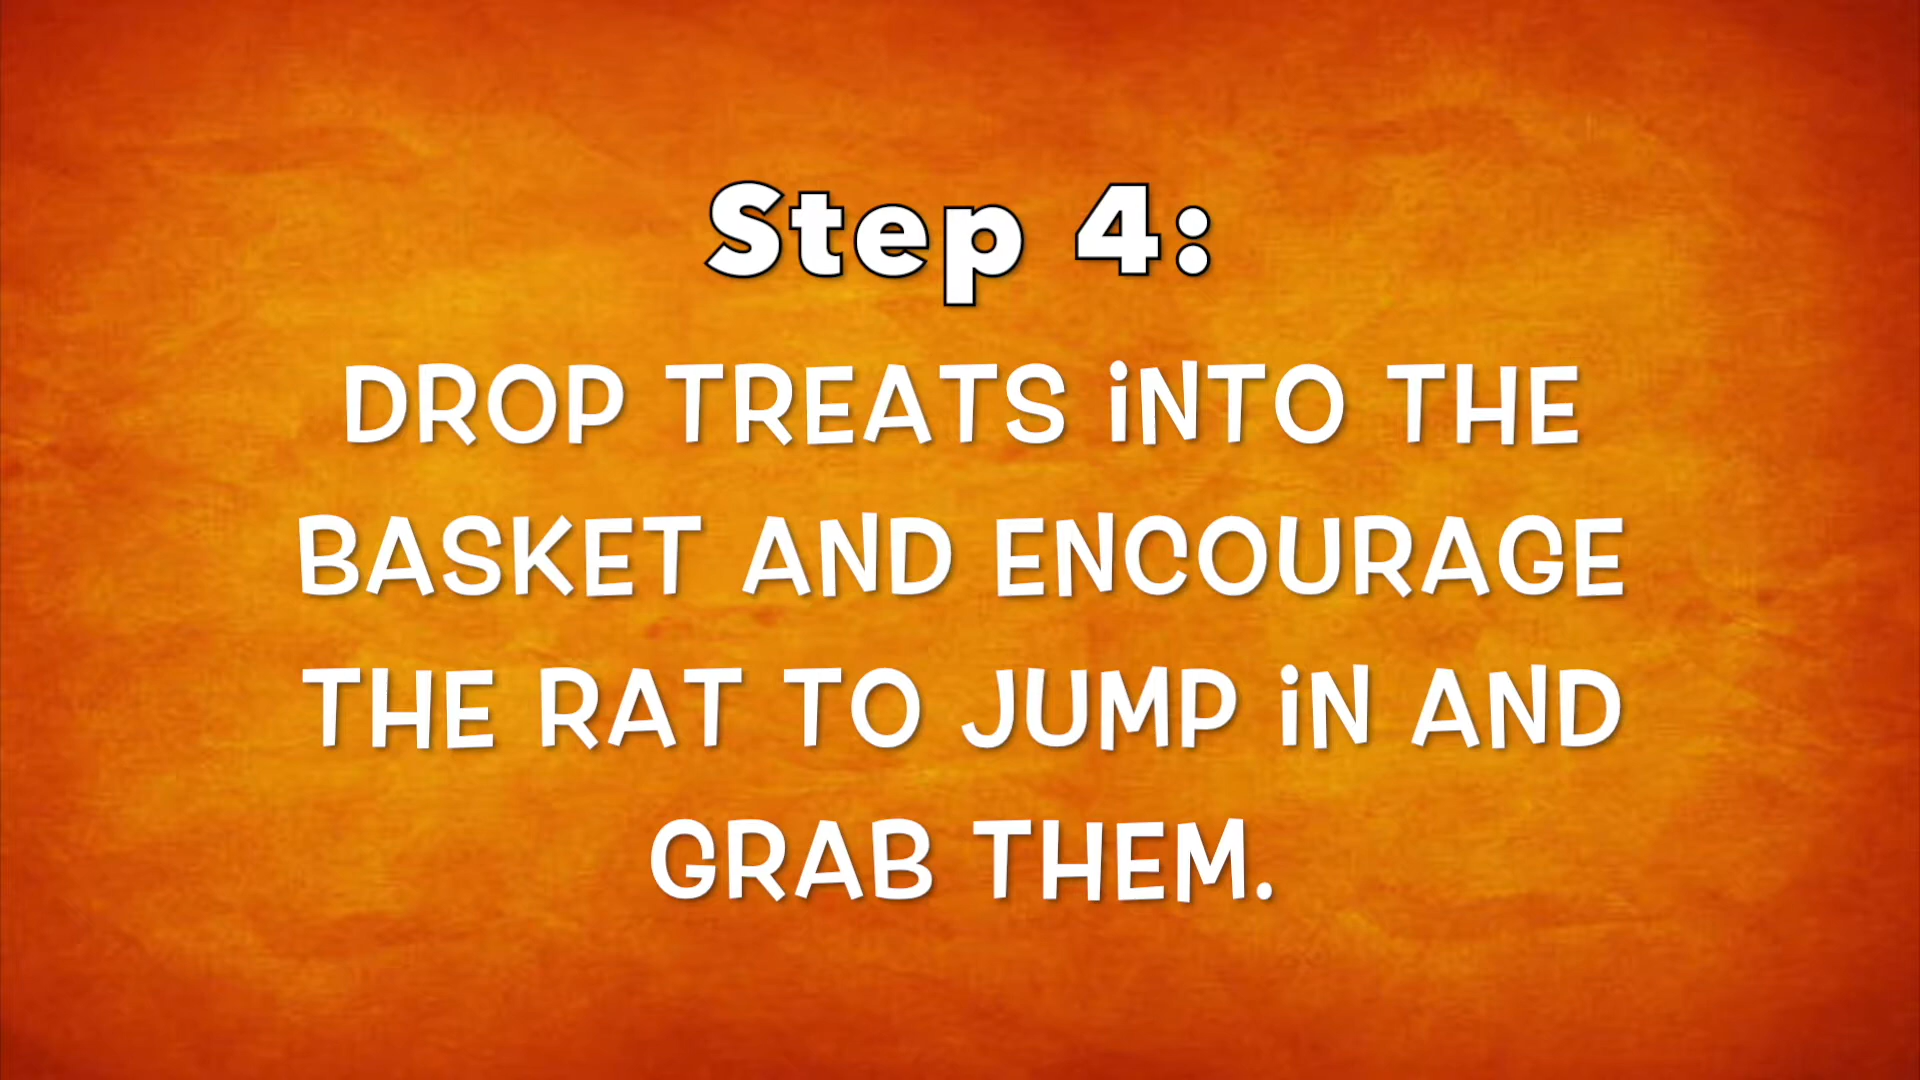 Step 4:
DROP TREATS iNTO THE
BASKET AND ENCOURAGE
THE RAT TO JUMP iN AND
GRAB THEM.